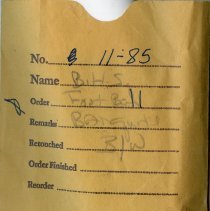 No. 11-85
Name B.H.S.
Order Foot Ball
Remarks
Retouched B/W
Order Finished
Reorder